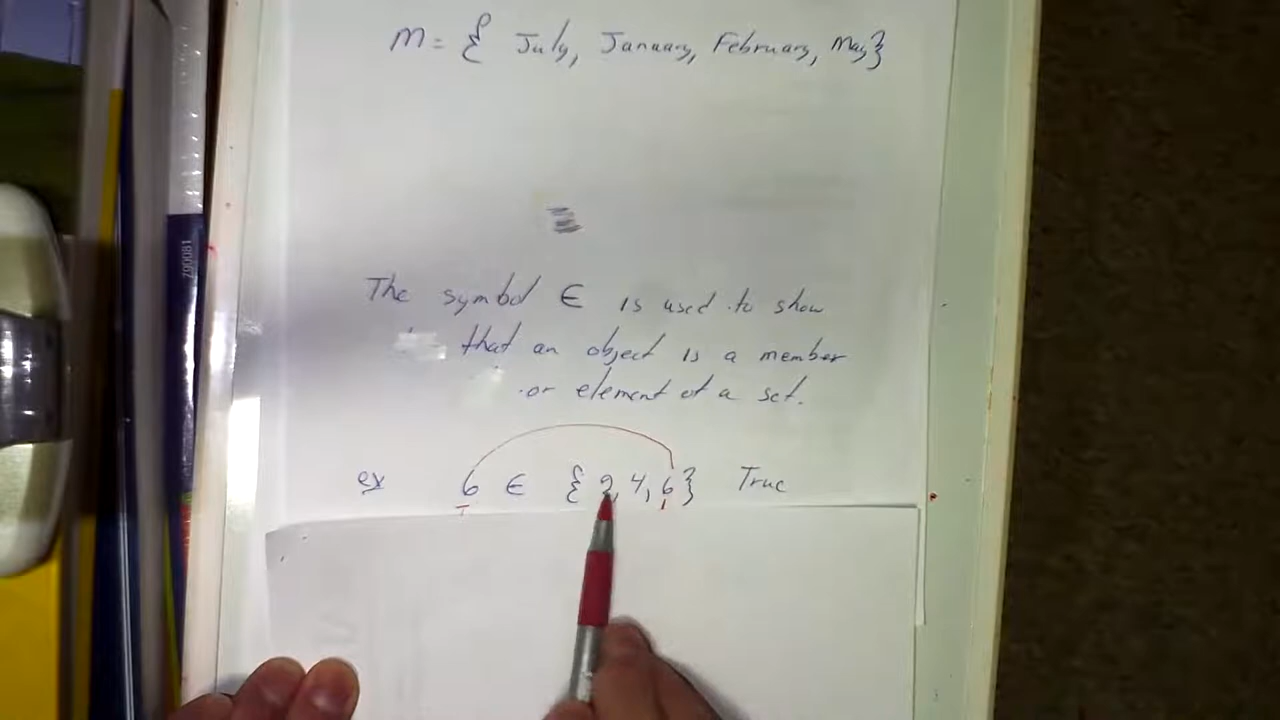 M = { July, January, February, May}
The symbol ∈ is used to show
that an object is a member
or element of a set.
ex 6 ∈ {2, 4, 6} True
180062